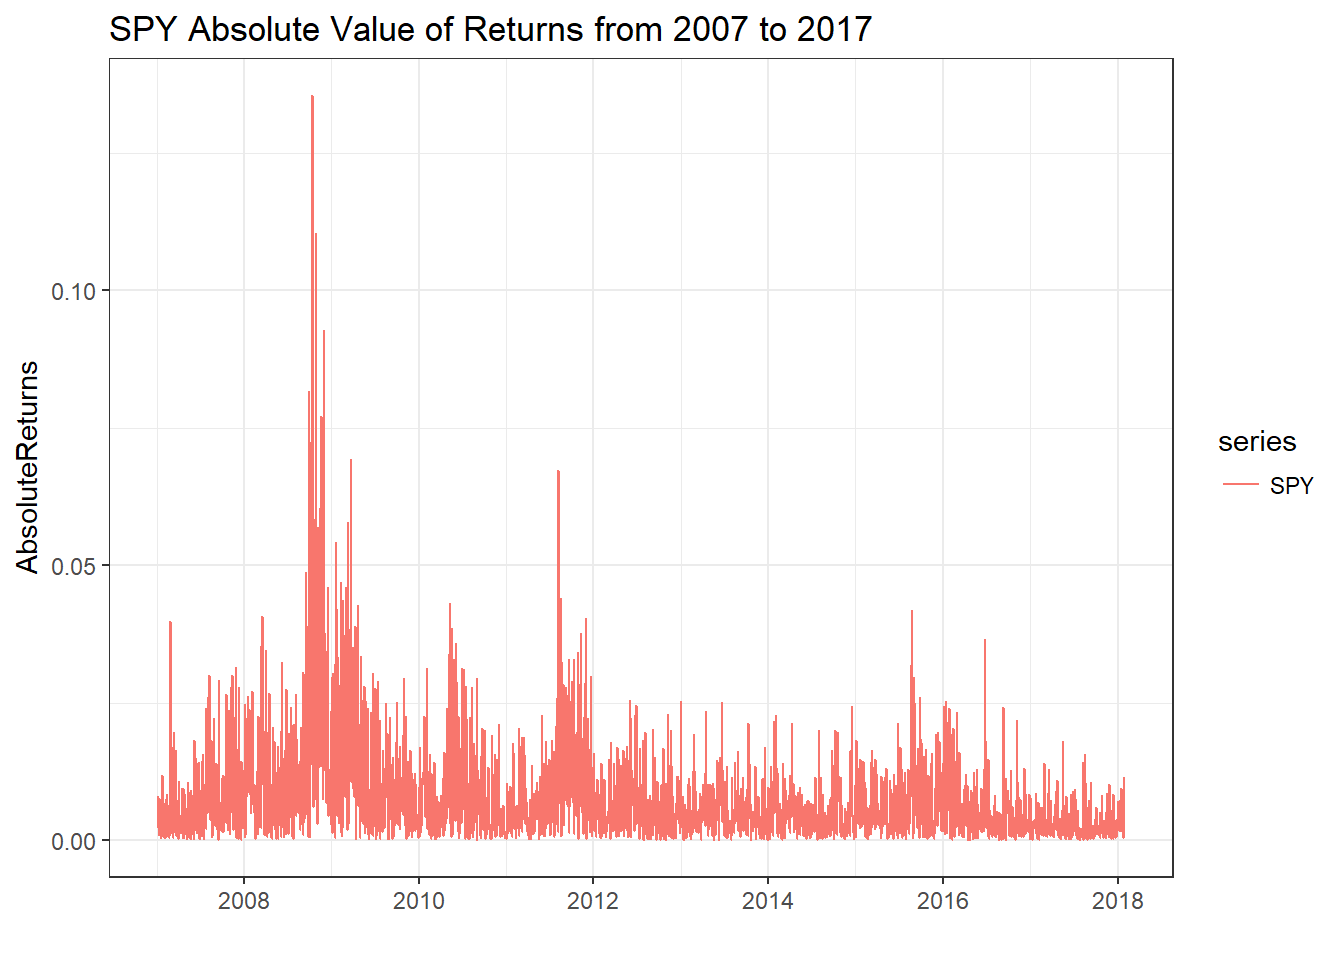 SPY Absolute Value of Returns from 2007 to 2017
AbsoluteReturns
0.10
0.05
0.00
2008 2010 2012 2014 2016 2018
series
SPY